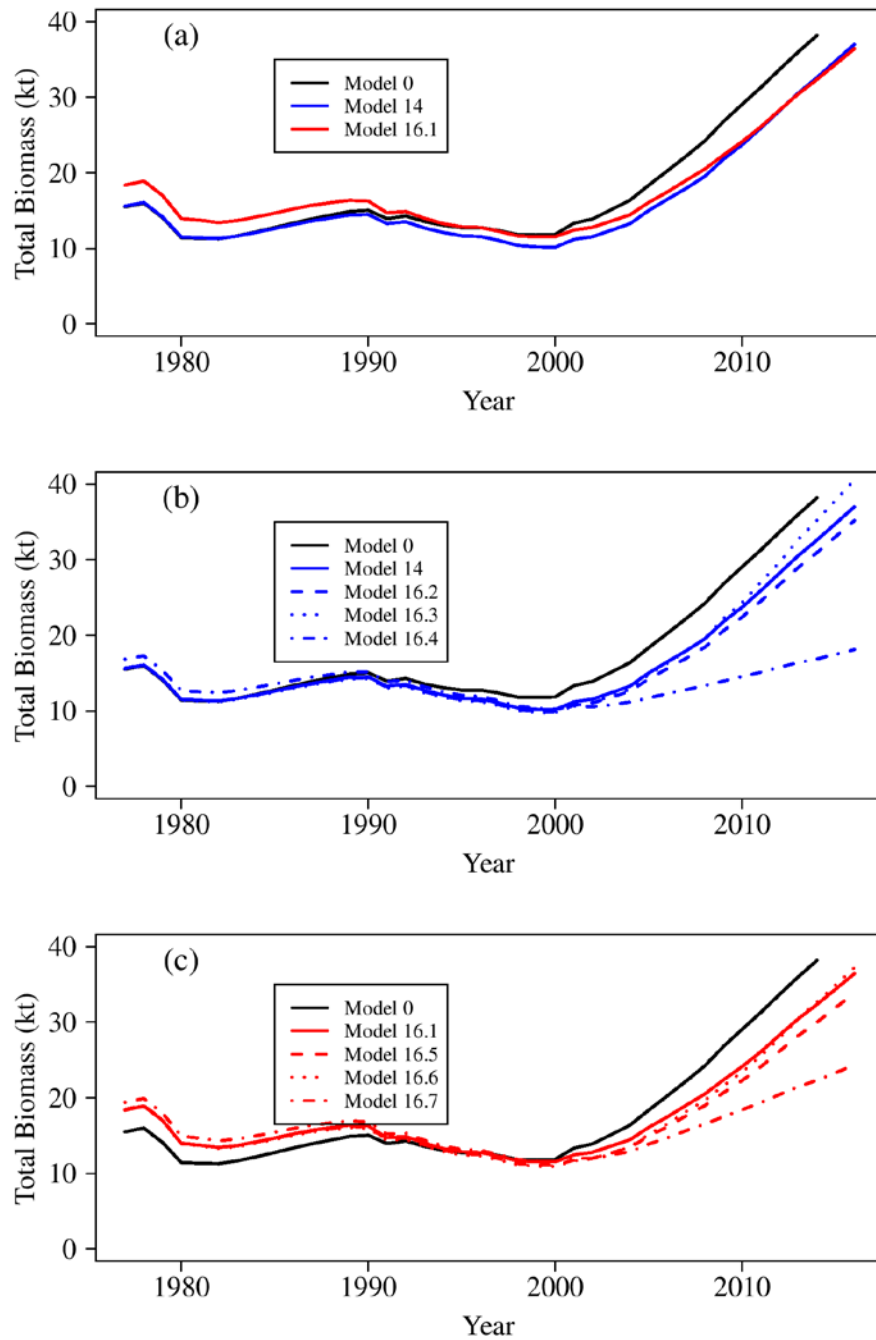 (a)
Total Biomass (kt)
40
30
20
10
0
Model 0
Model 14
Model 16.1
1980
1990
2000
2010
Year
(b)
Total Biomass (kt)
40
30
20
10
0
Model 0
Model 14
Model 16.2
Model 16.3
Model 16.4
1980
1990
2000
2010
Year
(c)
Total Biomass (kt)
40
30
20
10
0
Model 0
Model 16.1
Model 16.5
Model 16.6
Model 16.7
1980
1990
2000
2010
Year